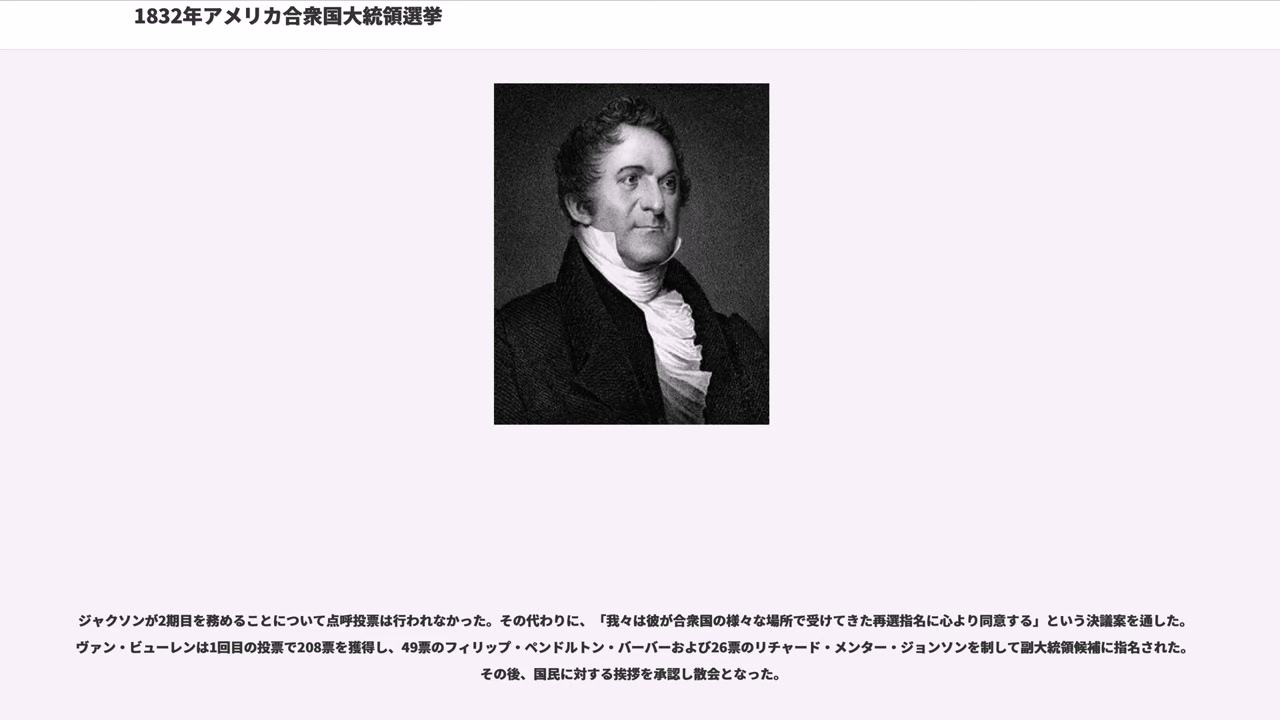 1832年アメリカ合衆国大統領選挙
ジャクソンが2期目を務めることについて点呼投票は行われなかった。その代わりに、「我々は彼が合衆国の様々な場所で受けてきた再選指名に心より同意する」という決議案を通した。
ヴァン・ビューレンは1回目の投票で208票を獲得し、49票のフィリップ・ペンドルトン・バーバーおよび26票のリチャード・メンター・ジョンソンを制して副大統領候補に指名された。
その後、国民に対する挨拶を承認し散会となった。